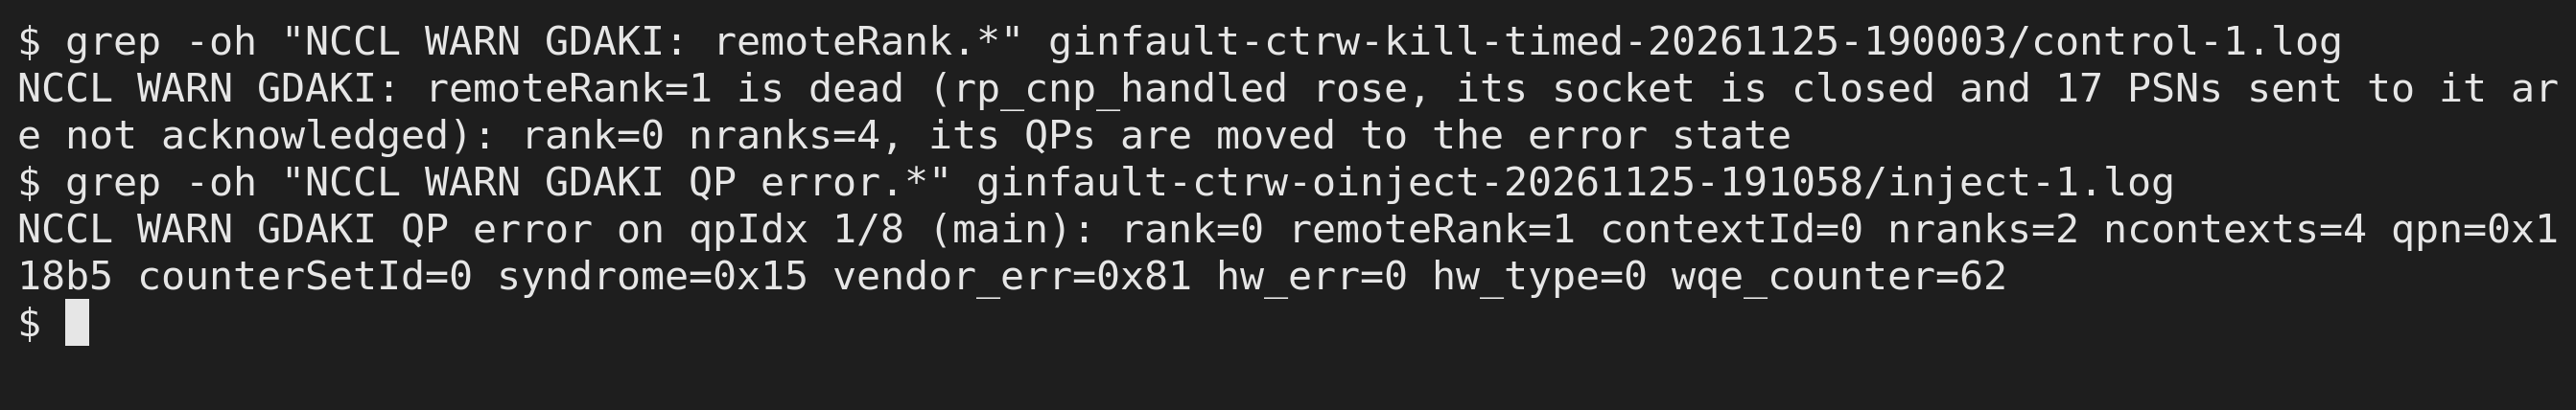 $ grep -oh "NCCL WARN GDAKI: remoteRank.*" ginfault-ctrw-kill-timed-20261125-190003/control-1.log
NCCL WARN GDAKI: remoteRank=1 is dead (rp_cnp_handled rose, its socket is closed and 17 PSNs sent to it ar
e not acknowledged): rank=0 nranks=4, its QPs are moved to the error state
$ grep -oh "NCCL WARN GDAKI QP error.*" ginfault-ctrw-oinject-20261125-191058/inject-1.log
NCCL WARN GDAKI QP error on qpIdx 1/8 (main): rank=0 remoteRank=1 contextId=0 nranks=2 ncontexts=4 qpn=0x1
18b5 counterSetId=0 syndrome=0x15 vendor_err=0x81 hw_err=0 hw_type=0 wqe_counter=62
$